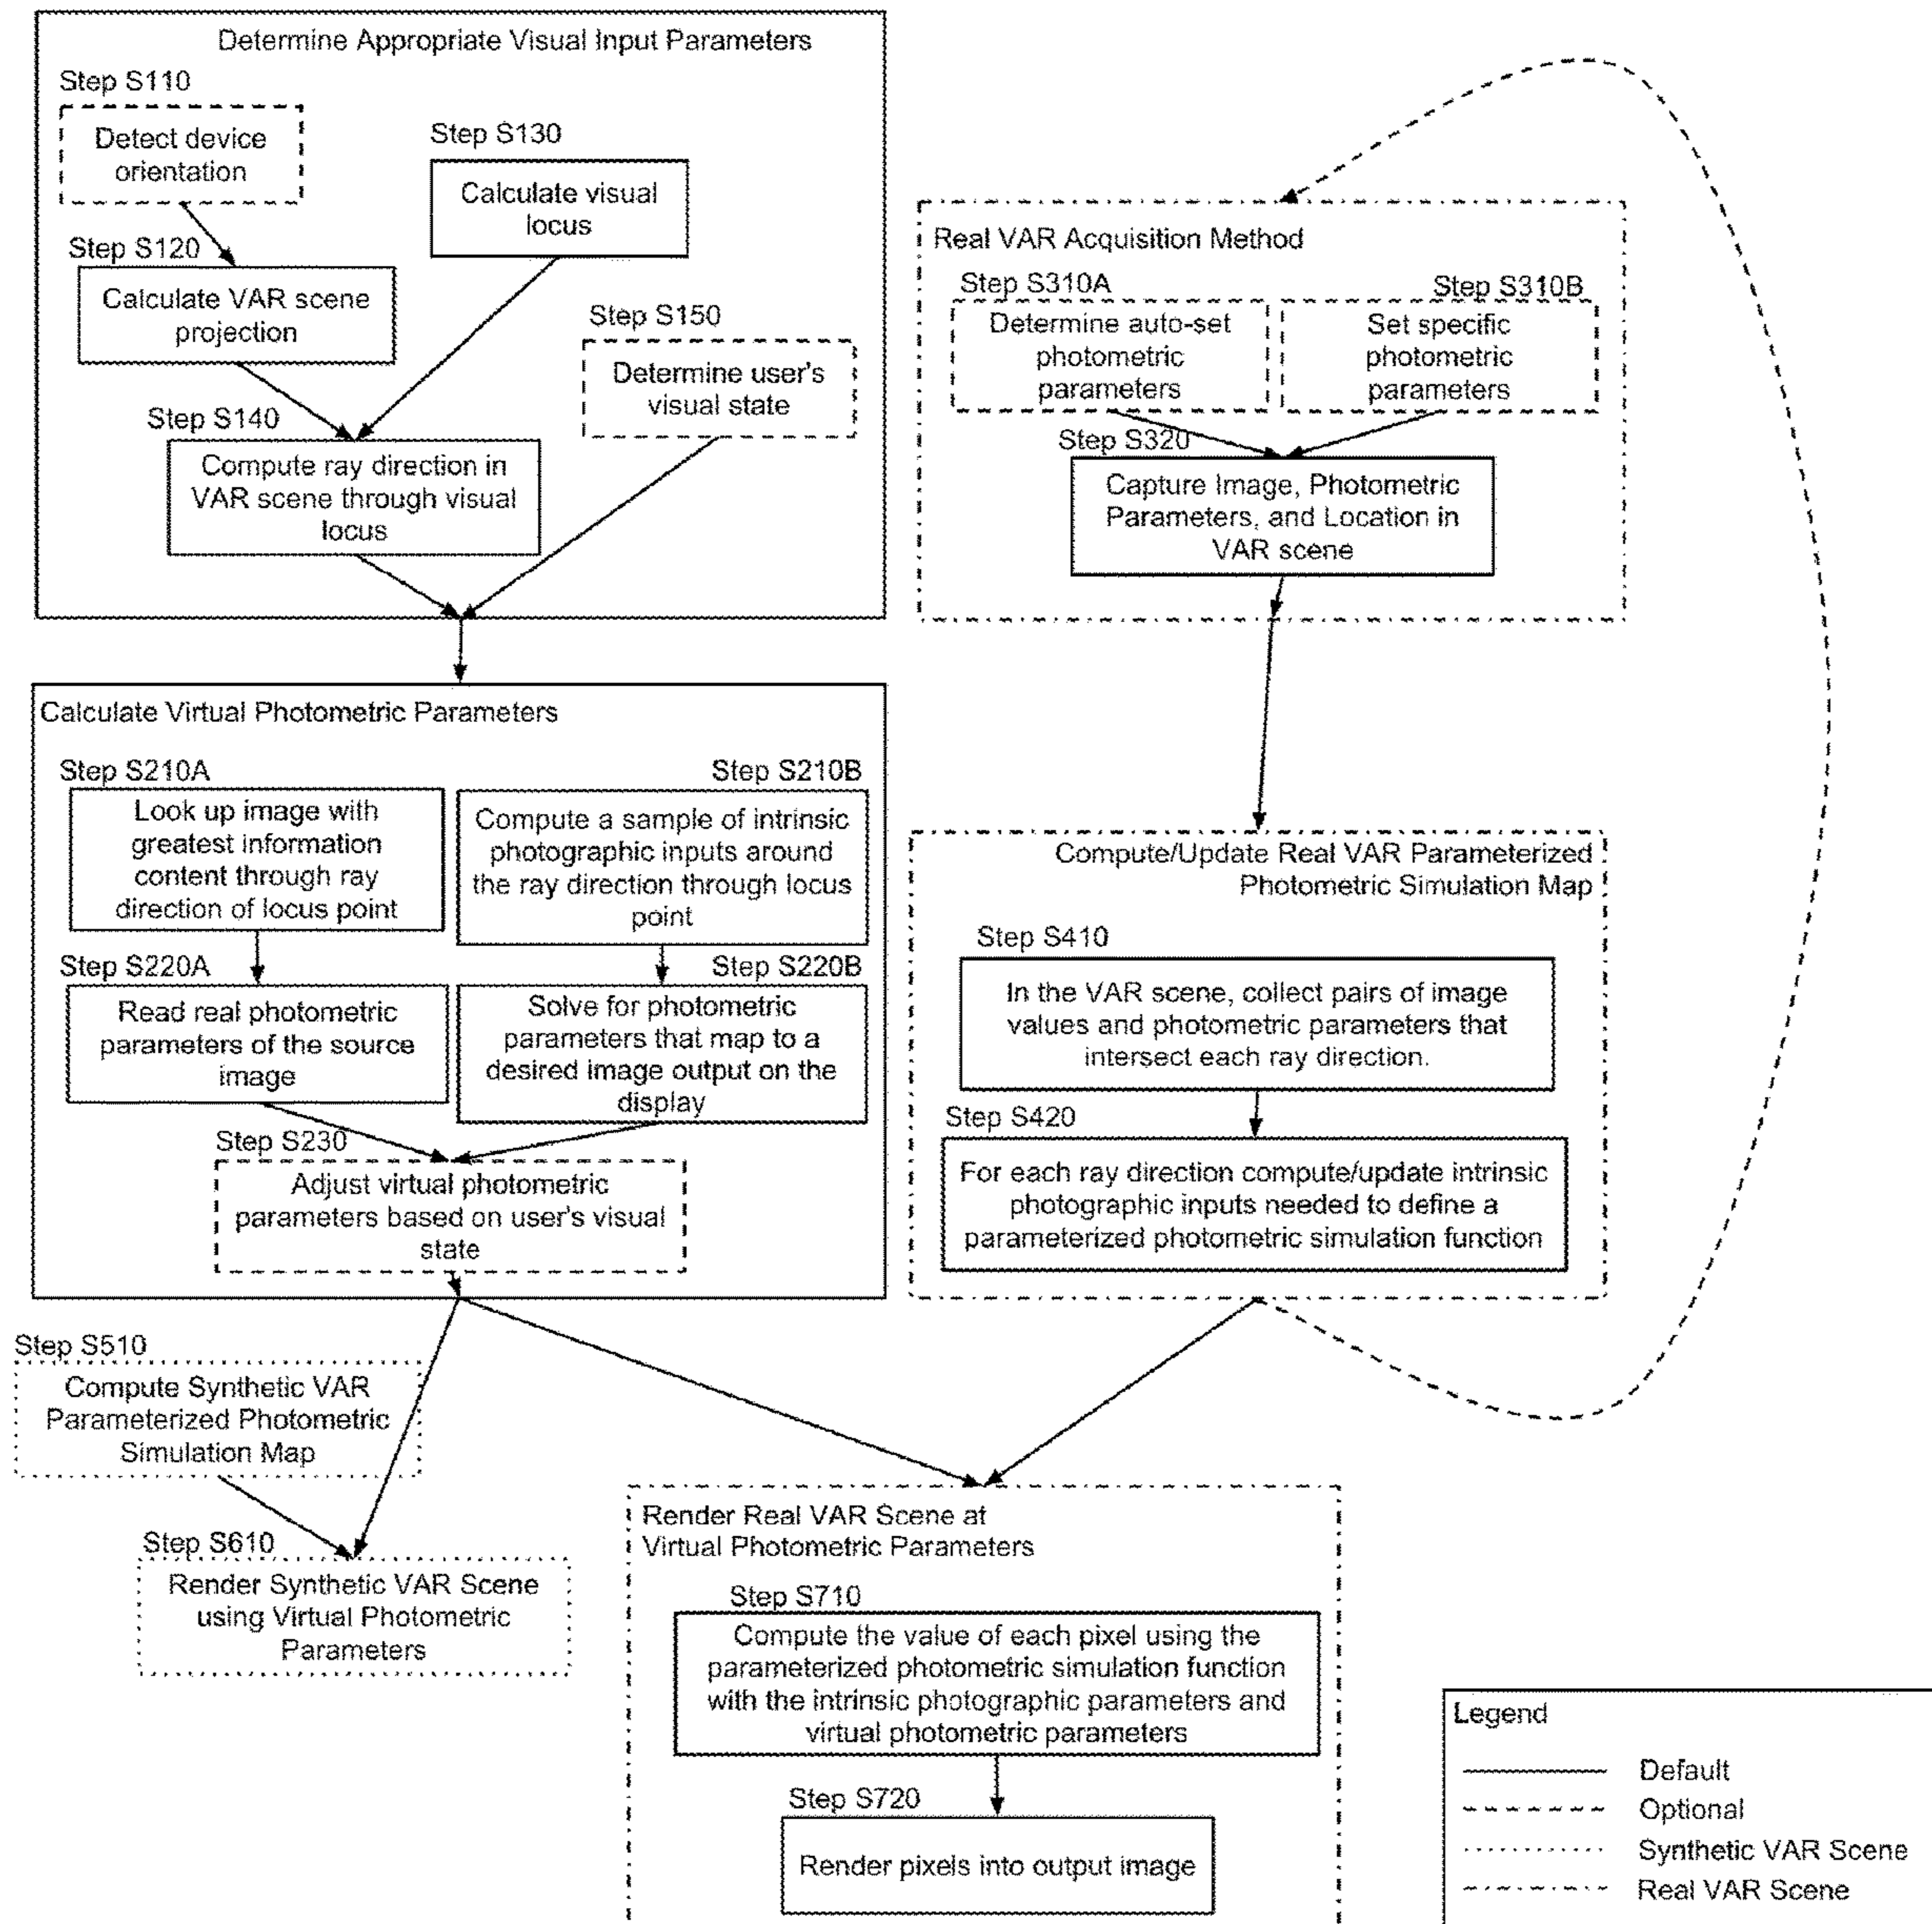 Determine Appropriate Visual Input Parameters
Step S110
Detect device
orientation
Step S130
Calculate visual
locus
Step S120
Calculate VAR scene
projection
Step S150
Determine user's
visual state
Step S140
Compute ray direction in
VAR scene through visual
locus
Real VAR Acquisition Method
Step S310A
Determine auto-set
photometric
parameters
Step S310B
Set specific
photometric
parameters
Step S320
Capture Image, Photometric
Parameters, and Location in
VAR scene
Calculate Virtual Photometric Parameters
Step S210A
Look up image with
greatest information
content through ray
direction of locus point
Step S210B
Compute a sample of intrinsic
photographic inputs around
the ray direction through locus
point
Step S220A
Read real photometric
parameters of the source
image
Step S220B
Solve for photometric
parameters that map to a
desired image output on the
display
Step S230
Adjust virtual photometric
parameters based on user's visual
state
Compute/Update Real VAR Parameterized
Photometric Simulation Map
Step S410
In the VAR scene, collect pairs of image
values and photometric parameters that
intersect each ray direction.
Step S420
For each ray direction compute/update intrinsic
photographic inputs needed to define a
parameterized photometric simulation function
Step S510
Compute Synthetic VAR
Parameterized Photometric
Simulation Map
Step S610
Render Synthetic VAR Scene
using Virtual Photometric
Parameters
Render Real VAR Scene at
Virtual Photometric Parameters
Step S710
Compute the value of each pixel using the
parameterized photometric simulation function
with the intrinsic photographic parameters and
virtual photometric parameters
Step S720
Render pixels into output image
Legend
Default
Optional
Synthetic VAR Scene
Real VAR Scene